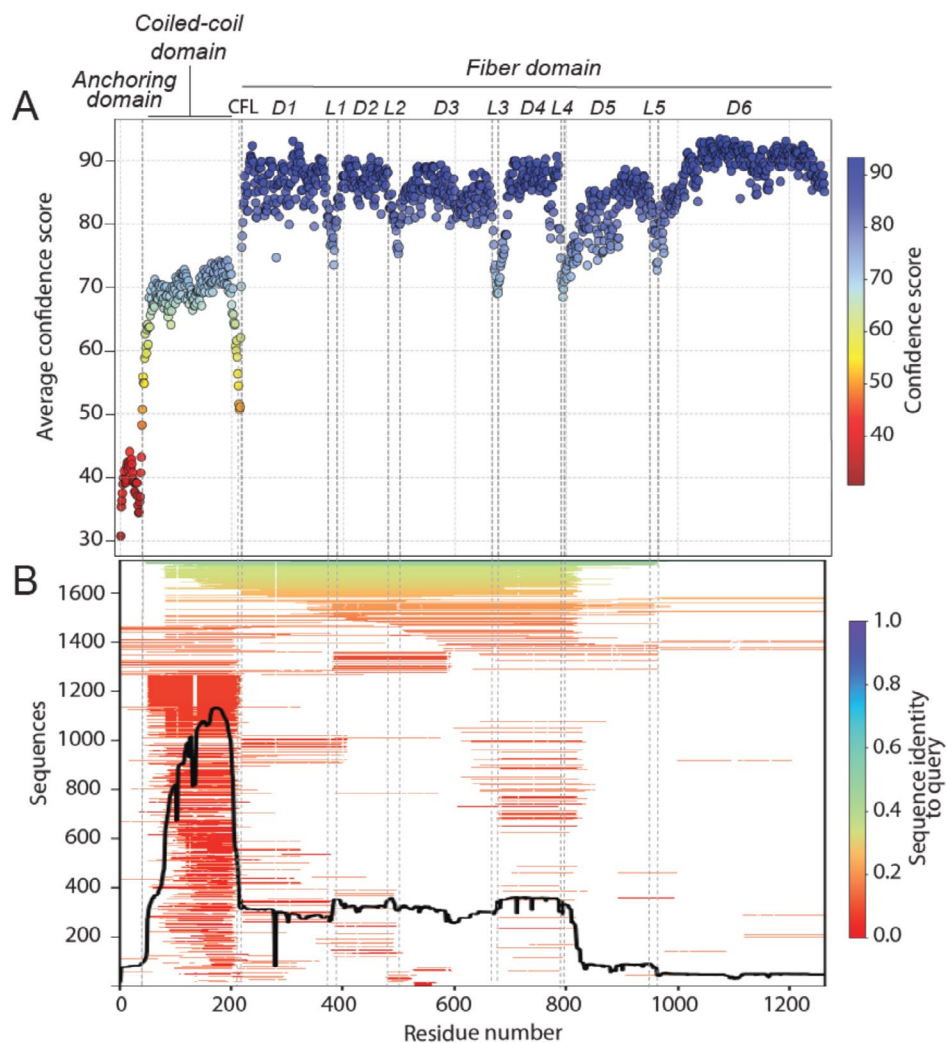 Coiled-coil
domain
Anchoring
domain
Fiber domain
CFL D1 L1 D2 L2 D3 L3 D4 L4 D5 L5 D6
A
90
80
70
60
50
40
30
Average confidence score
90
80
70
60
50
40
Confidence score
B
1600
1400
1200
1000
800
600
400
200
Sequences
0 200 400 600 800 1000 1200
Residue number
1.0
0.8
0.6
0.4
0.2
0.0
Sequence identity
to query